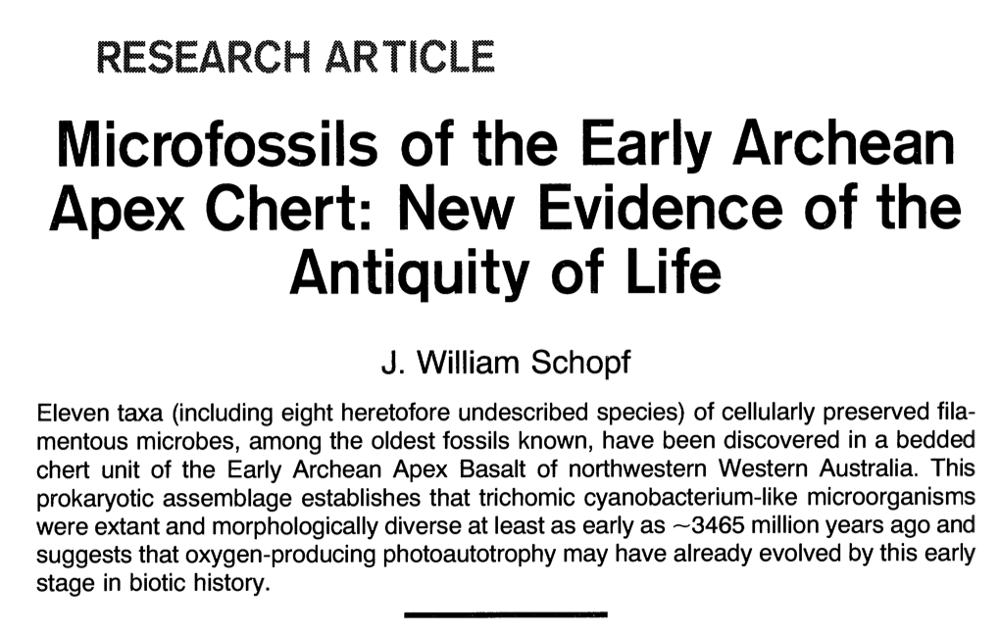 RESEARCH ARTICLE
Microfossils of the Early Archean
Apex Chert: New Evidence of the
Antiquity of Life
J. William Schopf
Eleven taxa (including eight heretofore undescribed species) of cellularly preserved fila-
mentous microbes, among the oldest fossils known, have been discovered in a bedded
chert unit of the Early Archean Apex Basalt of northwestern Western Australia. This
prokaryotic assemblage establishes that trichomic cyanobacterium-like microorganisms
were extant and morphologically diverse at least as early as ~3465 million years ago and
suggests that oxygen-producing photoautotrophy may have already evolved by this early
stage in biotic history.